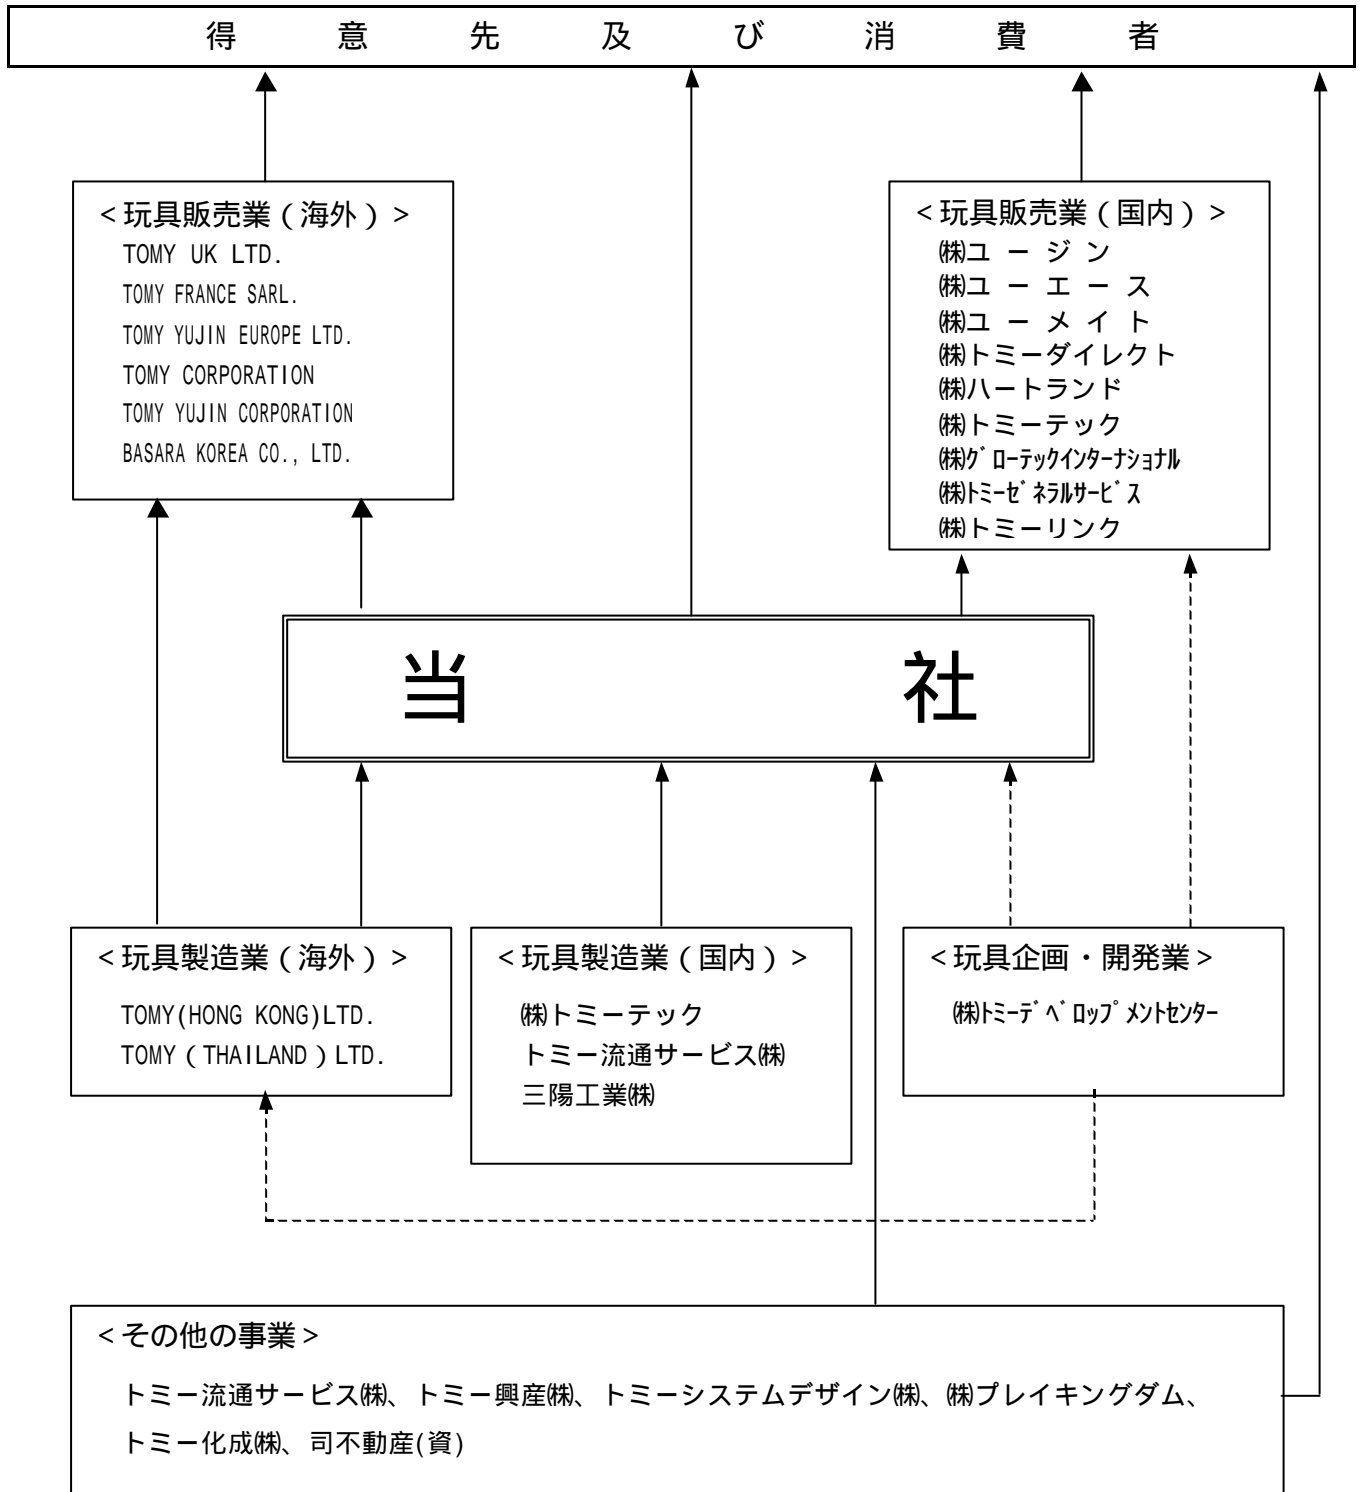 得意先及び消費者
＜玩具販売業（海外）＞
TOMY UK LTD.
TOMY FRANCE SARL.
TOMY YUJIN EUROPE LTD.
TOMY CORPORATION
TOMY YUJIN CORPORATION
BASARA KOREA CO., LTD.
＜玩具販売業（国内）＞
㈱ユージン
㈱ユーエース
㈱ユーメイト
㈱トミーダイレクト
㈱ハートランド
㈱トミーテック
㈱ｸﾞﾛｰﾃｯｸｲﾝﾀｰﾅｼｮﾅﾙ
㈱ﾄﾐｰｾﾞﾈﾗﾙｻｰﾋﾞｽ
㈱トミーリンク
当社
＜玩具製造業（海外）＞
TOMY(HONG KONG)LTD.
TOMY（THAILAND）LTD.
＜玩具製造業（国内）＞
㈱トミーテック
トミー流通サービス㈱
三陽工業㈱
＜玩具企画・開発業＞
㈱ﾄﾐｰﾃﾞﾍﾞﾛｯﾌﾟﾒﾝﾄｾﾝﾀｰ
＜その他の事業＞
トミー流通サービス㈱、トミー興産㈱、トミーシステムデザイン㈱、㈱プレイキングダム、
トミー化成㈱、司不動産(資)